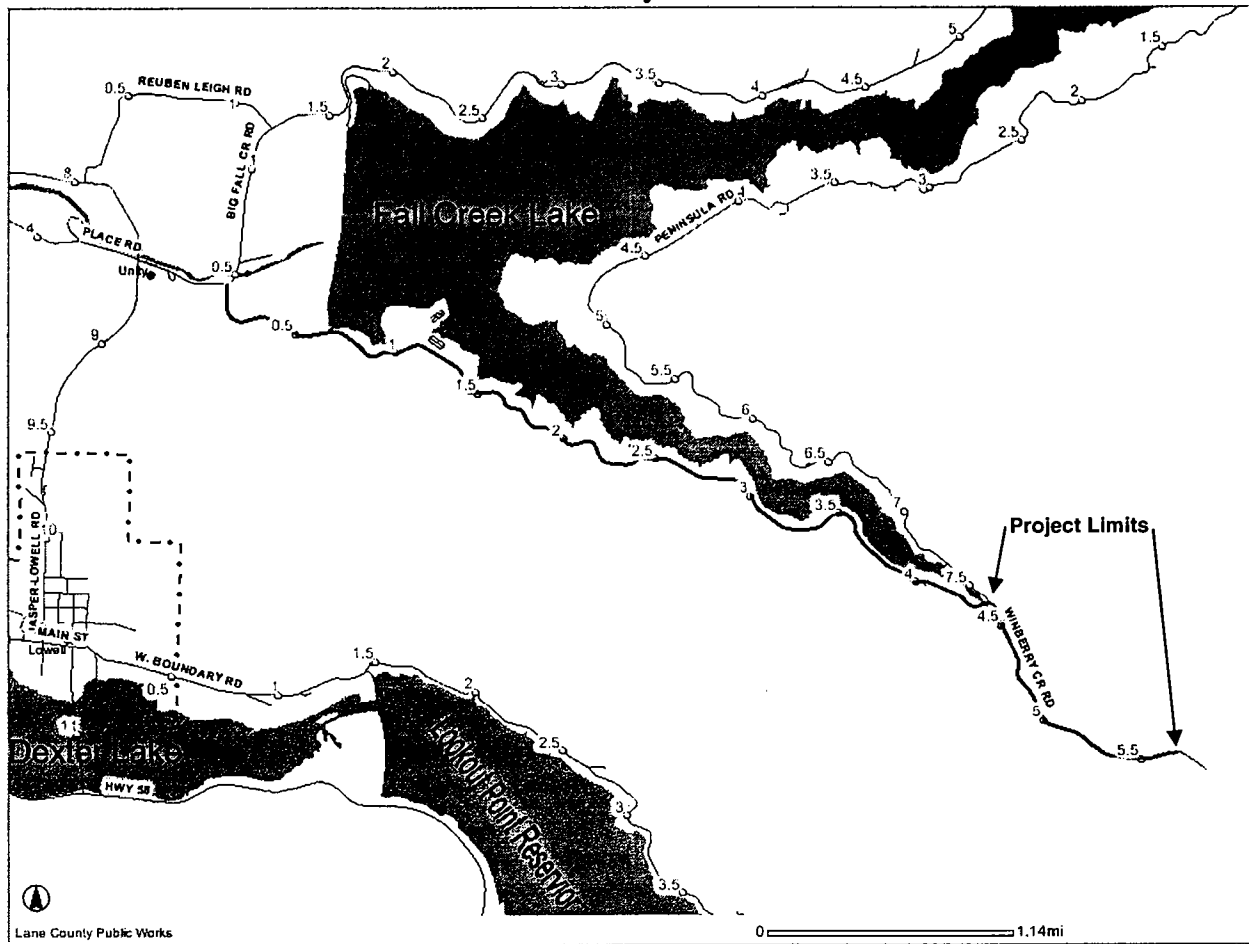 5
1.5
2
0.5
REUBEN LEIGH RD
1
1.5
2
2.5
3
3.5
4
4.5
2
2.5
3
3.5
BIG FALL CR RD
1
8
4
PLACE RD
Unity
0.5
Fall Creek Lake
PENINSULA RD
4
4.5
5
5.5
6
6.5
7
7.5
0.5
1
1.5
2
2.5
3
3.5
4
4.5
WINBERRY CR RD
5
5.5
Project Limits
9
9.5
10
JASPER-LOWELL RD
MAIN ST
Lowell
W. BOUNDARY RD
0.5
1
1.5
2
2.5
3
3.5
11
Dexter Lake
HWY 58
Lookout Point Reservoi
Lane County Public Works
0 1.14mi